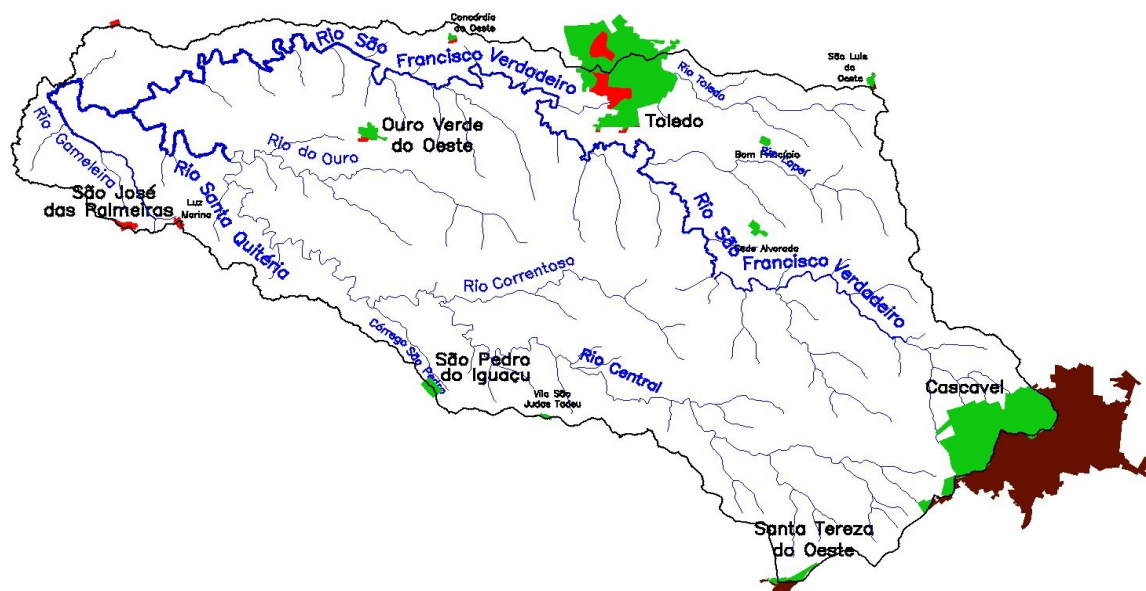 Concórdia
do Oeste
Rio São
Francisco Verdadeiro
Rio Toledo
São Luis
do
Oeste
Toledo
Ouro Verde
do Oeste
Rio do Ouro
Bom Princípio
Rio Lopeí
Rio Gameleira
São José
das Palmeiras
Luz
Marina
Rio Santa Quitéria
Rio São
Francisco Verdadeiro
Sede Alvorada
Rio Correntoso
Córrego São Pedro
São Pedro
do Iguaçu
Rio Central
Vila São
Judas Tadeu
Cascavel
Santa Tereza
do Oeste